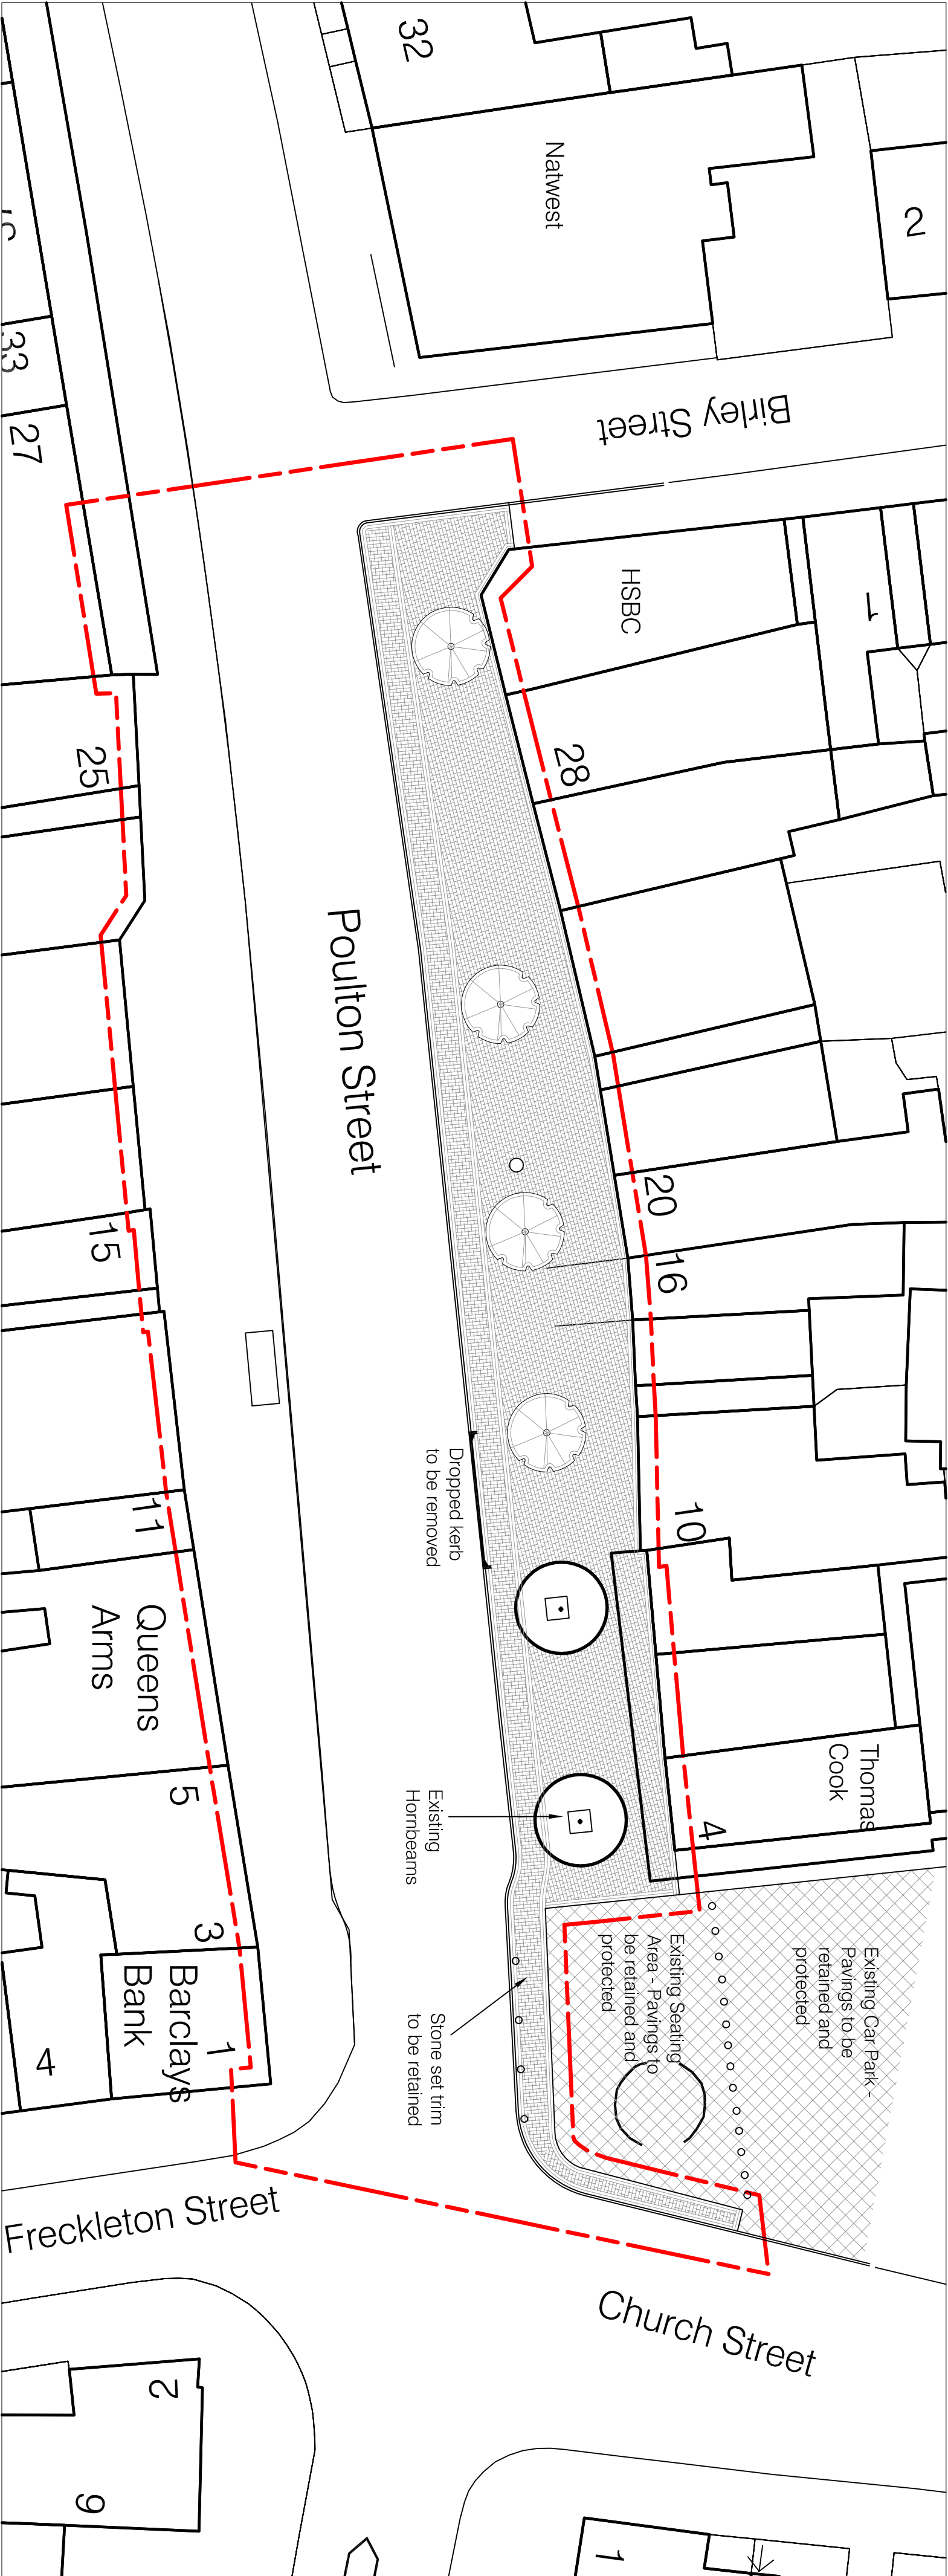 32
Natwest
2
33
27
Birley Street
HSBC
1
28
25
Poulton Street
20
16
15
Dropped kerb
to be removed
10
11
Queens
Arms
Thomas
Cook
4
5
Existing
Hornbeams
3
Barclays
Bank
1
4
Existing Seating
Area - Pavings to
be retained and
protected
Existing Car Park -
Pavings to be
retained and
protected
Stone set trim
to be retained
Freckleton Street
Church Street
2
9
1